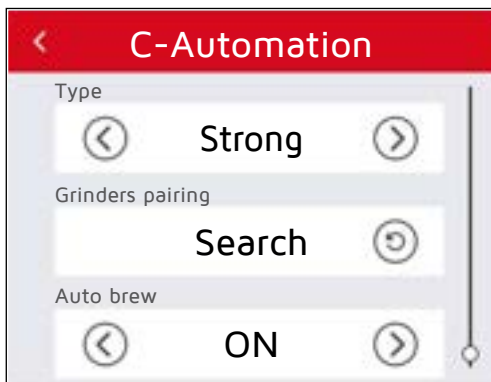 C-Automation
Type
Strong
Grinders pairing
Search
Auto brew
ON